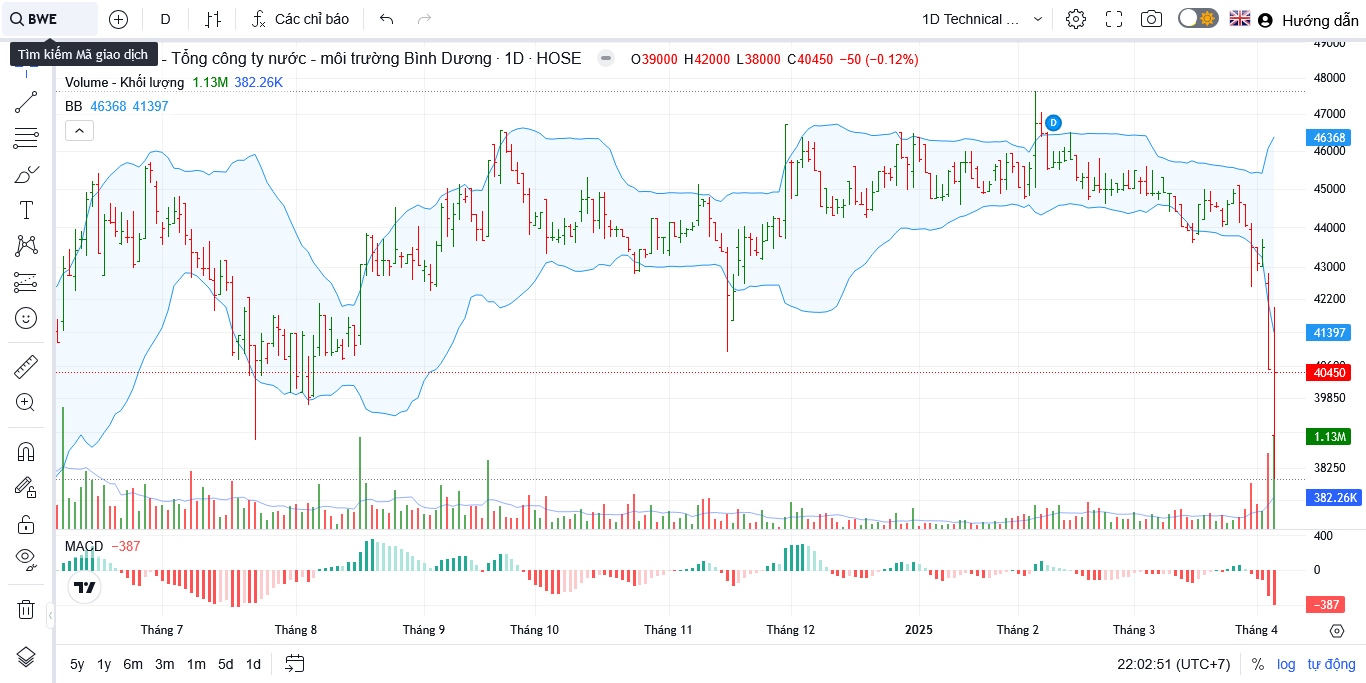 BWE
D
Các chỉ báo
1D Technical ...
Hướng dẫn
Tìm kiếm Mã giao dịch
- Tổng công ty nước - môi trường Bình Dương · 1D · HOSE
O39000 H42000 L38000 C40450 −50 (−0.12%)
Volume - Khối lượng 1.13M 382.26K
BB 46368 41397
D
49000
48000
47000
46368
46000
45000
44000
43000
42200
41397
40600
40450
39850
1.13M
38250
382.26K
MACD −387
400
0
−387
Tháng 7
Tháng 8
Tháng 9
Tháng 10
Tháng 11
Tháng 12
2025
Tháng 2
Tháng 3
Tháng 4
5y 1y 6m 3m 1m 5d 1d
22:02:51 (UTC+7)
% log tự động